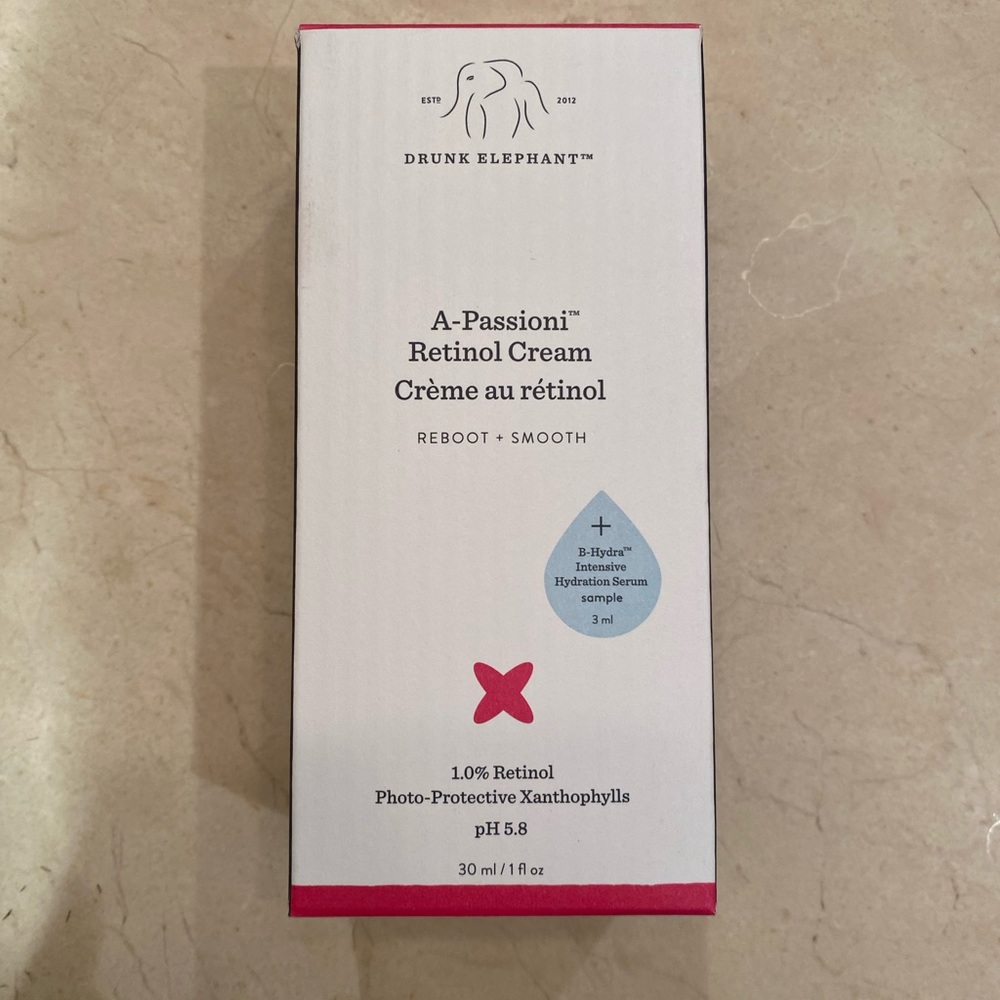 ESTD 2012
DRUNK ELEPHANT™
A-Passioni™
Retinol Cream
Crème au rétinol
REBOOT + SMOOTH
+
B-Hydra™
Intensive
Hydration Serum
sample
3 ml
1.0% Retinol
Photo-Protective Xanthophylls
pH 5.8
30 ml / 1 fl oz